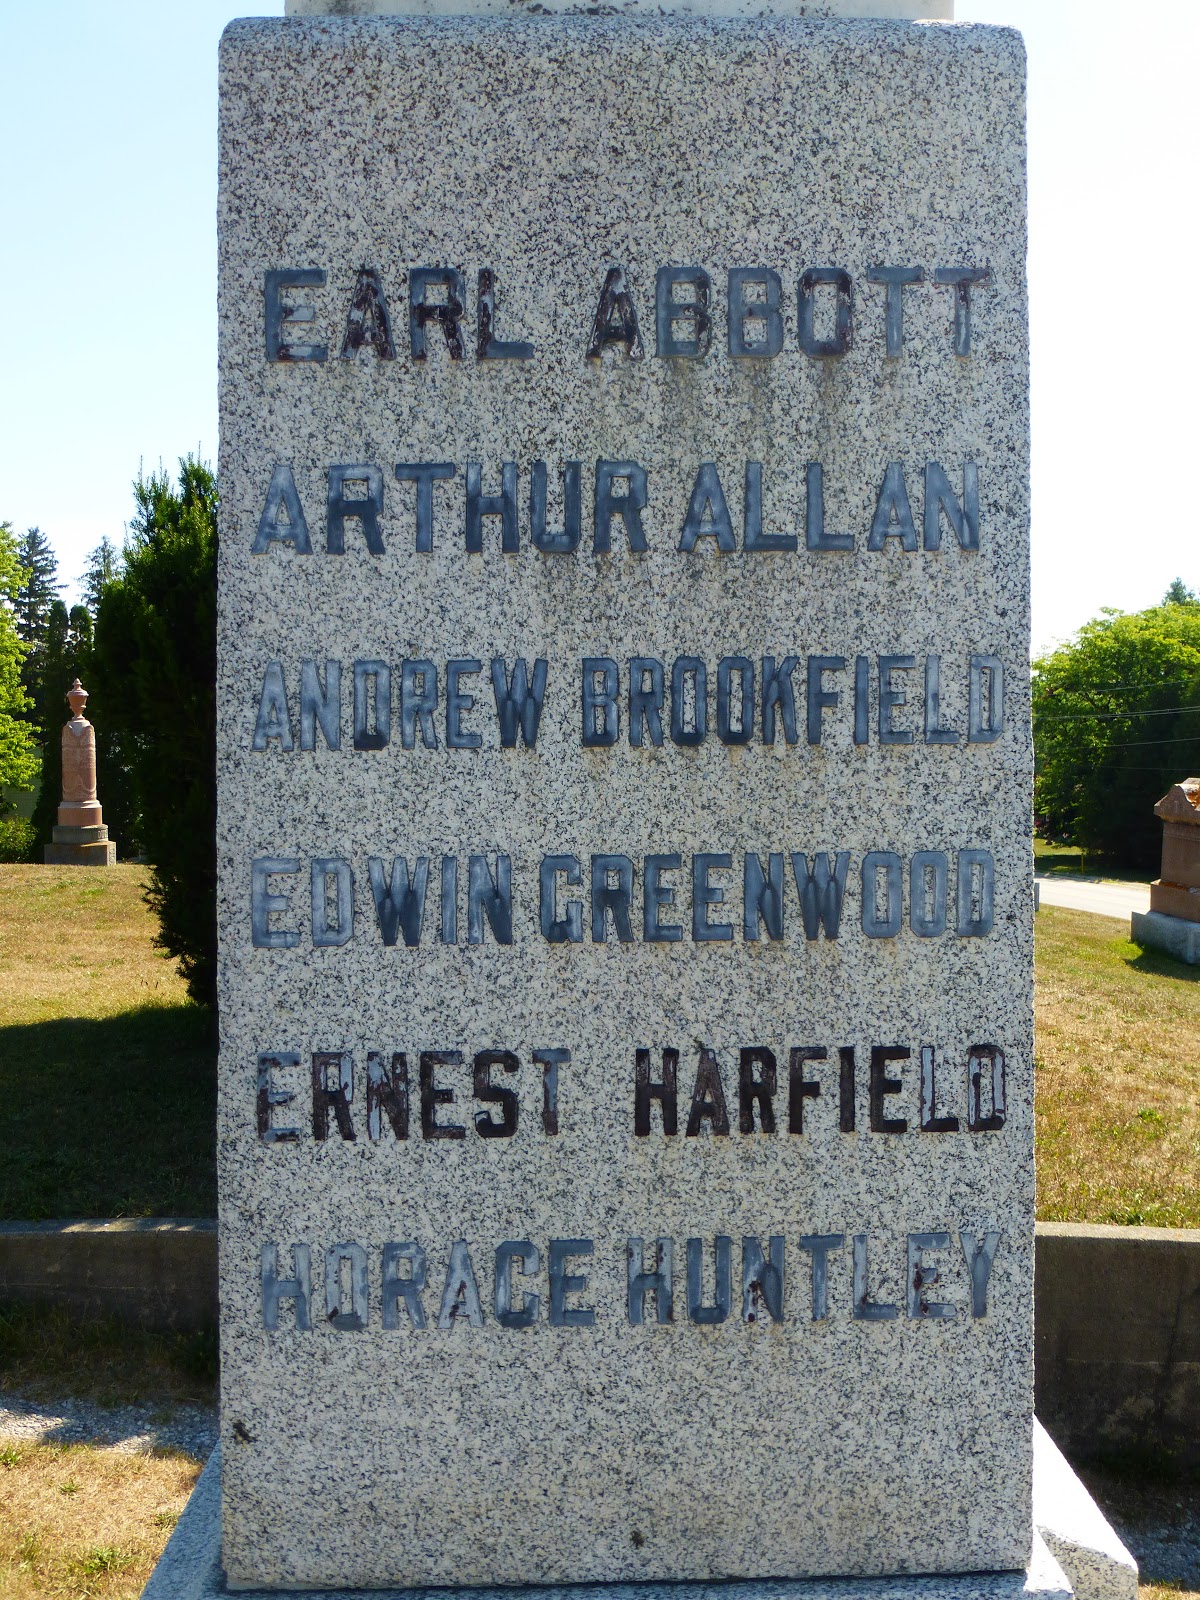 EARL ABBOTT
ARTHUR ALLAN
ANDREW BROOKFIELD
EDWIN GREENWOOD
ERNEST HARFIELD
HORACE HUNTLEY